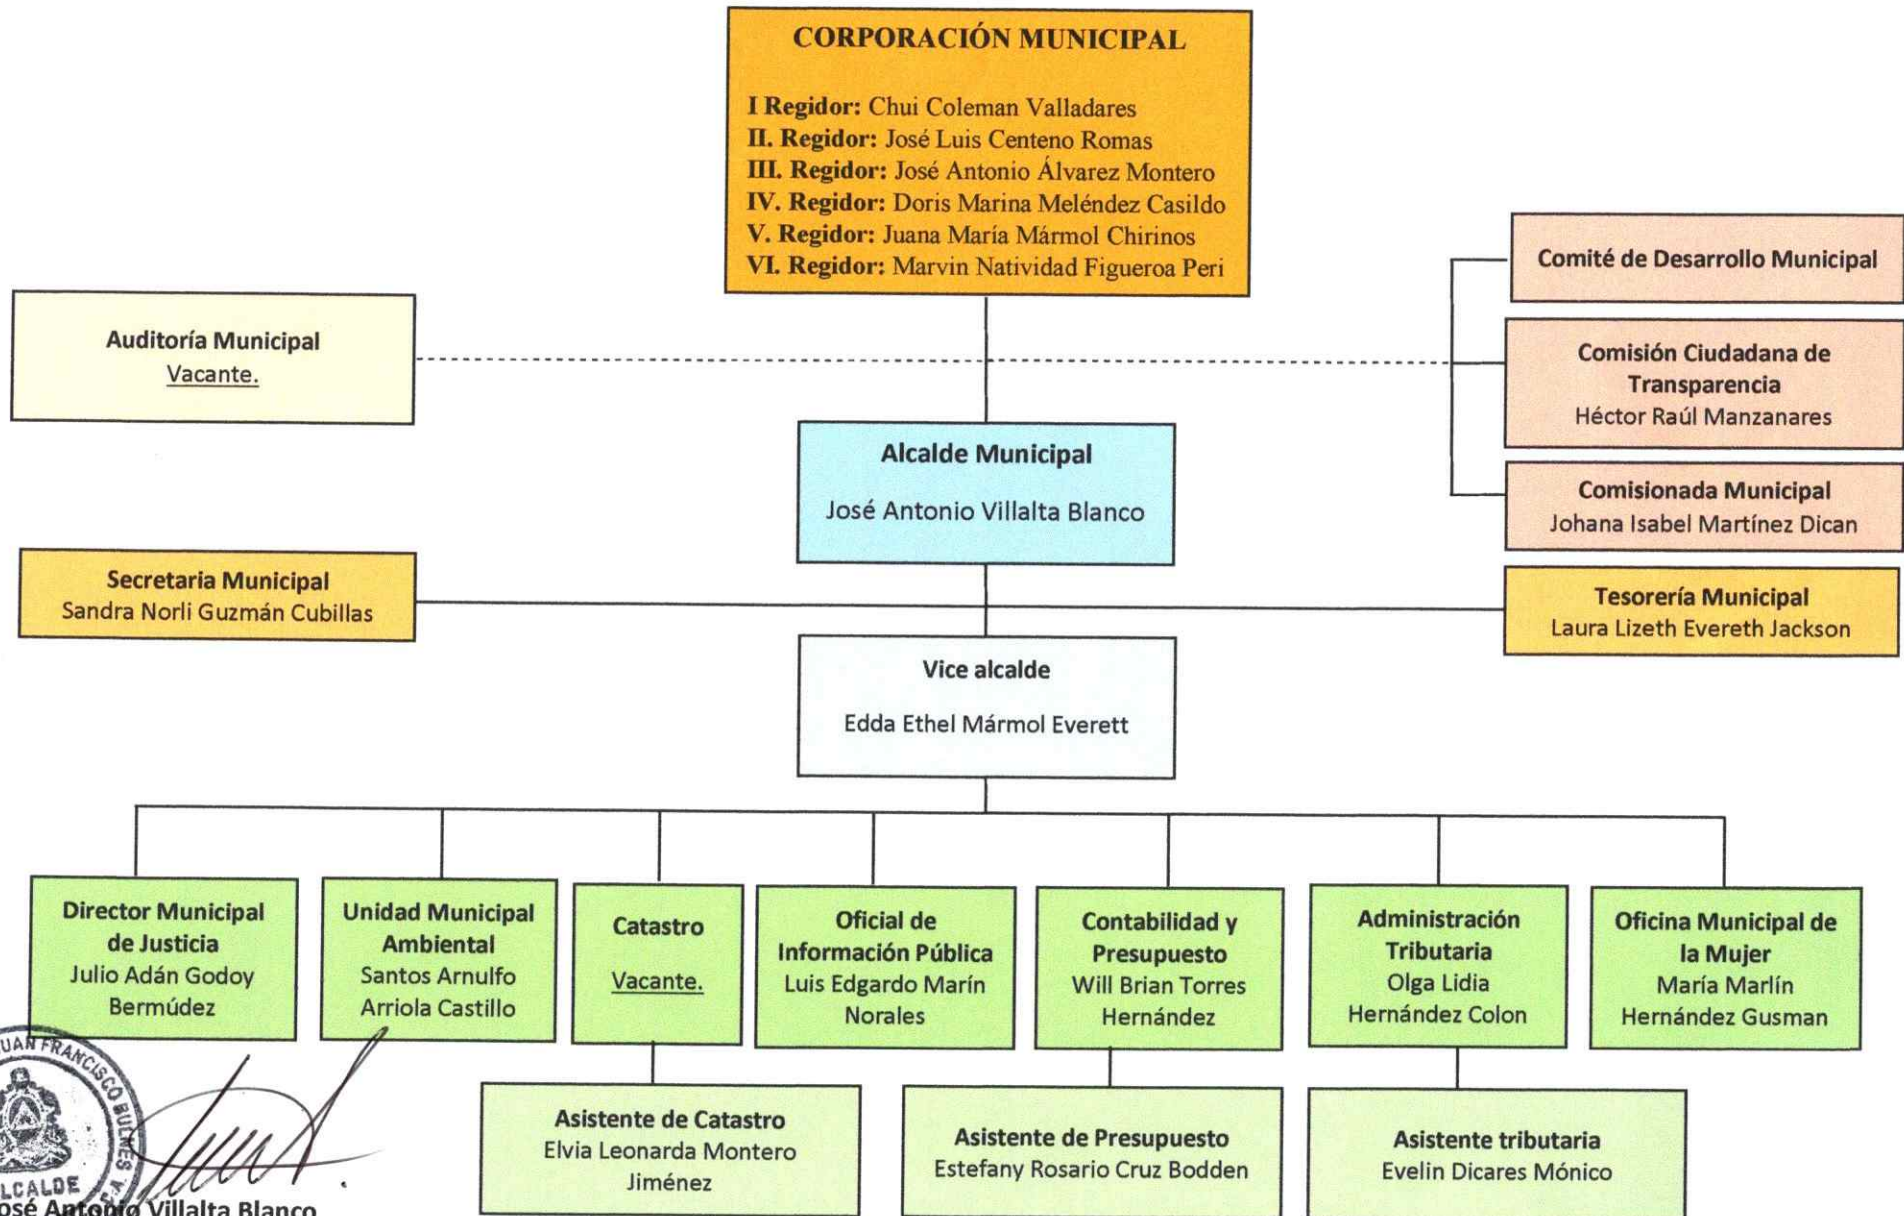 CORPORACIÓN MUNICIPAL
I Regidor: Chui Coleman Valladares
II. Regidor: José Luis Centeno Romas
III. Regidor: José Antonio Álvarez Montero
IV. Regidor: Doris Marina Meléndez Casildo
V. Regidor: Juana María Mármol Chirinos
VI. Regidor: Marvin Natividad Figueroa Peri
Comité de Desarrollo Municipal
Auditoría Municipal
Vacante.
Comisión Ciudadana de
Transparencia
Héctor Raúl Manzanares
Alcalde Municipal
José Antonio Villalta Blanco
Comisionada Municipal
Johana Isabel Martínez Dican
Secretaria Municipal
Sandra Norli Guzmán Cubillas
Tesorería Municipal
Laura Lizeth Evereth Jackson
Vice alcalde
Edda Ethel Mármol Everett
Director Municipal
de Justicia
Julio Adán Godoy
Bermúdez
Unidad Municipal
Ambiental
Santos Arnulfo
Arriola Castillo
Catastro
Vacante.
Oficial de
Información Pública
Luis Edgardo Marín
Norales
Contabilidad y
Presupuesto
Will Brian Torres
Hernández
Administración
Tributaria
Olga Lidia
Hernández Colon
Oficina Municipal de
la Mujer
María Marlín
Hernández Gusman
Asistente de Catastro
Elvia Leonarda Montero
Jiménez
Asistente de Presupuesto
Estefany Rosario Cruz Bodden
Asistente tributaria
Evelin Dicares Mónico
JUAN FRANCISCO BULNES
ALCALDE
José Antonio Villalta Blanco